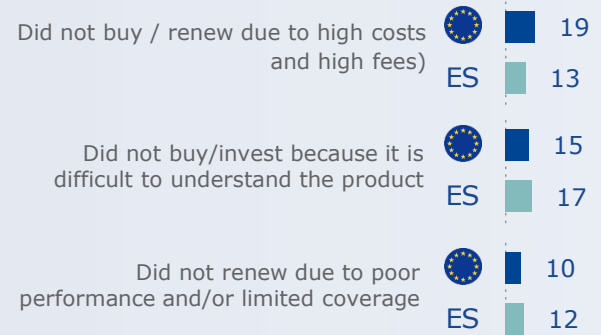 Did not buy / renew due to high costs
and high fees)
19
ES 13
Did not buy/invest because it is
difficult to understand the product
15
ES 17
Did not renew due to poor
performance and/or limited coverage
10
ES 12